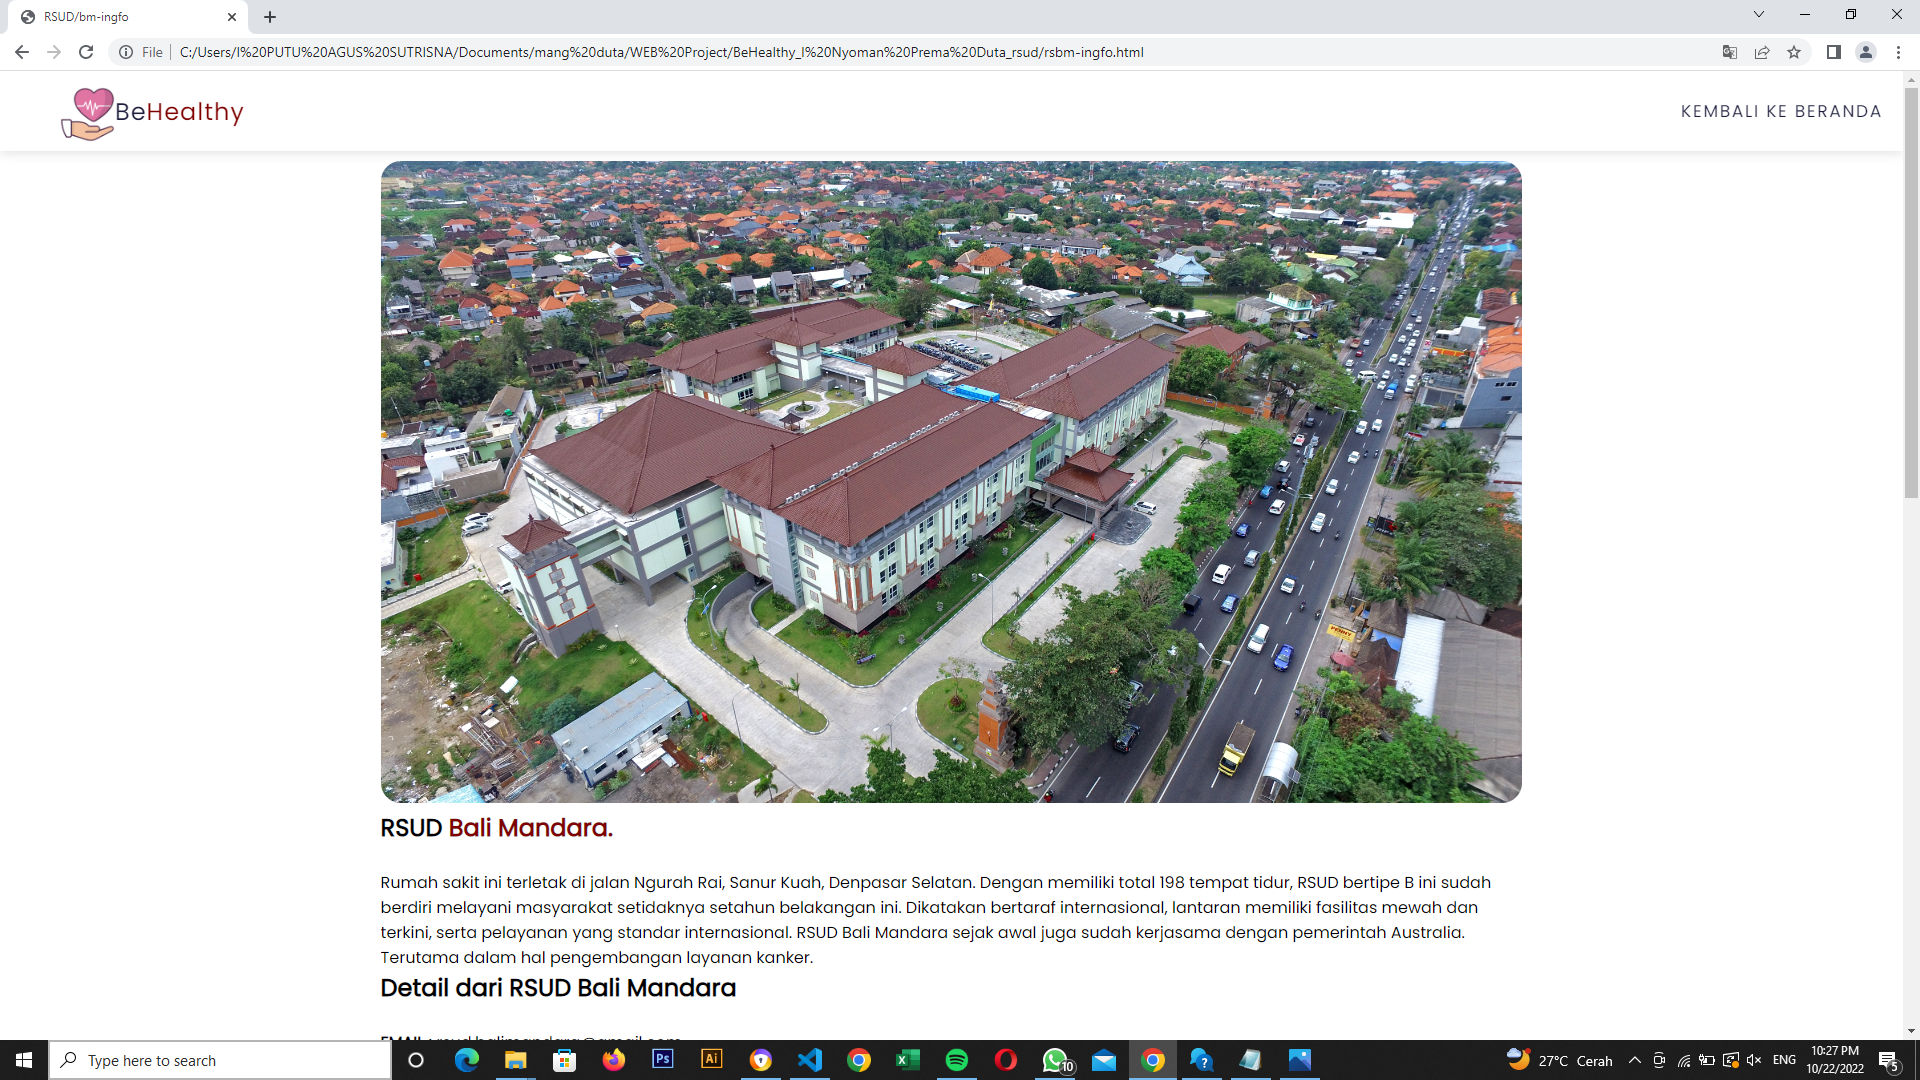 RSUD/bm-ingfo
File
C:/Users/I%20PUTU%20AGUS%20SUTRISNA/Documents/mang%20duta/WEB%20Project/BeHealthy_I%20Nyoman%20Prema%20Duta_rsud/rsbm-ingfo.html
BeHealthy
KEMBALI KE BERANDA
PENNY
RSUD Bali Mandara.
Rumah sakit ini terletak di jalan Ngurah Rai, Sanur Kuah, Denpasar Selatan. Dengan memiliki total 198 tempat tidur, RSUD bertipe B ini sudah
berdiri melayani masyarakat setidaknya setahun belakangan ini. Dikatakan bertaraf internasional, lantaran memiliki fasilitas mewah dan
terkini, serta pelayanan yang standar internasional. RSUD Bali Mandara sejak awal juga sudah kerjasama dengan pemerintah Australia.
Terutama dalam hal pengembangan layanan kanker.
Detail dari RSUD Bali Mandara
Type here to search
Ps
Ai
10
27°C Cerah
ENG
10:27 PM
10/22/2022
5